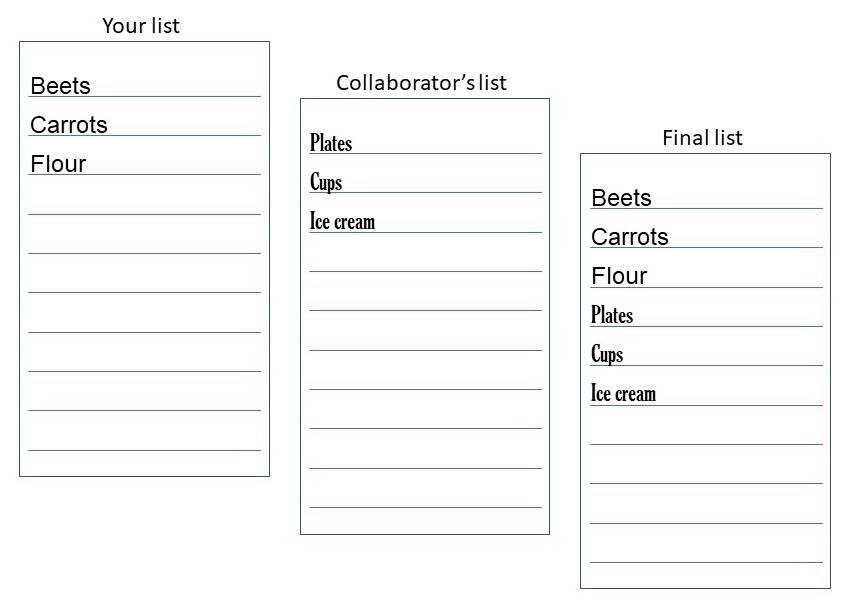 Your list
Beets
Carrots
Flour
Collaborator's list
Plates
Cups
Ice cream
Final list
Beets
Carrots
Flour
Plates
Cups
Ice cream